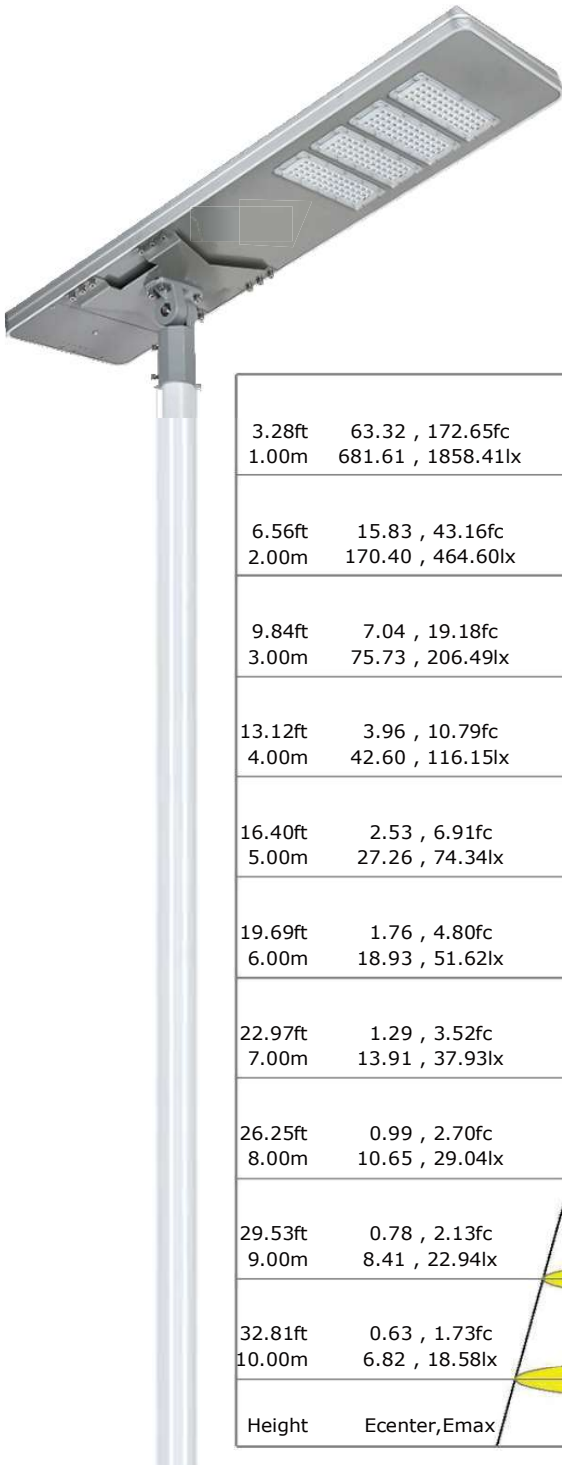 3.28ft 63.32 , 172.65fc
1.00m 681.61 , 1858.41lx
6.56ft 15.83 , 43.16fc
2.00m 170.40 , 464.60lx
9.84ft 7.04 , 19.18fc
3.00m 75.73 , 206.49lx
13.12ft 3.96 , 10.79fc
4.00m 42.60 , 116.15lx
16.40ft 2.53 , 6.91fc
5.00m 27.26 , 74.34lx
19.69ft 1.76 , 4.80fc
6.00m 18.93 , 51.62lx
22.97ft 1.29 , 3.52fc
7.00m 13.91 , 37.93lx
26.25ft 0.99 , 2.70fc
8.00m 10.65 , 29.04lx
29.53ft 0.78 , 2.13fc
9.00m 8.41 , 22.94lx
32.81ft 0.63 , 1.73fc
10.00m 6.82 , 18.58lx
Height Ecenter,Emax